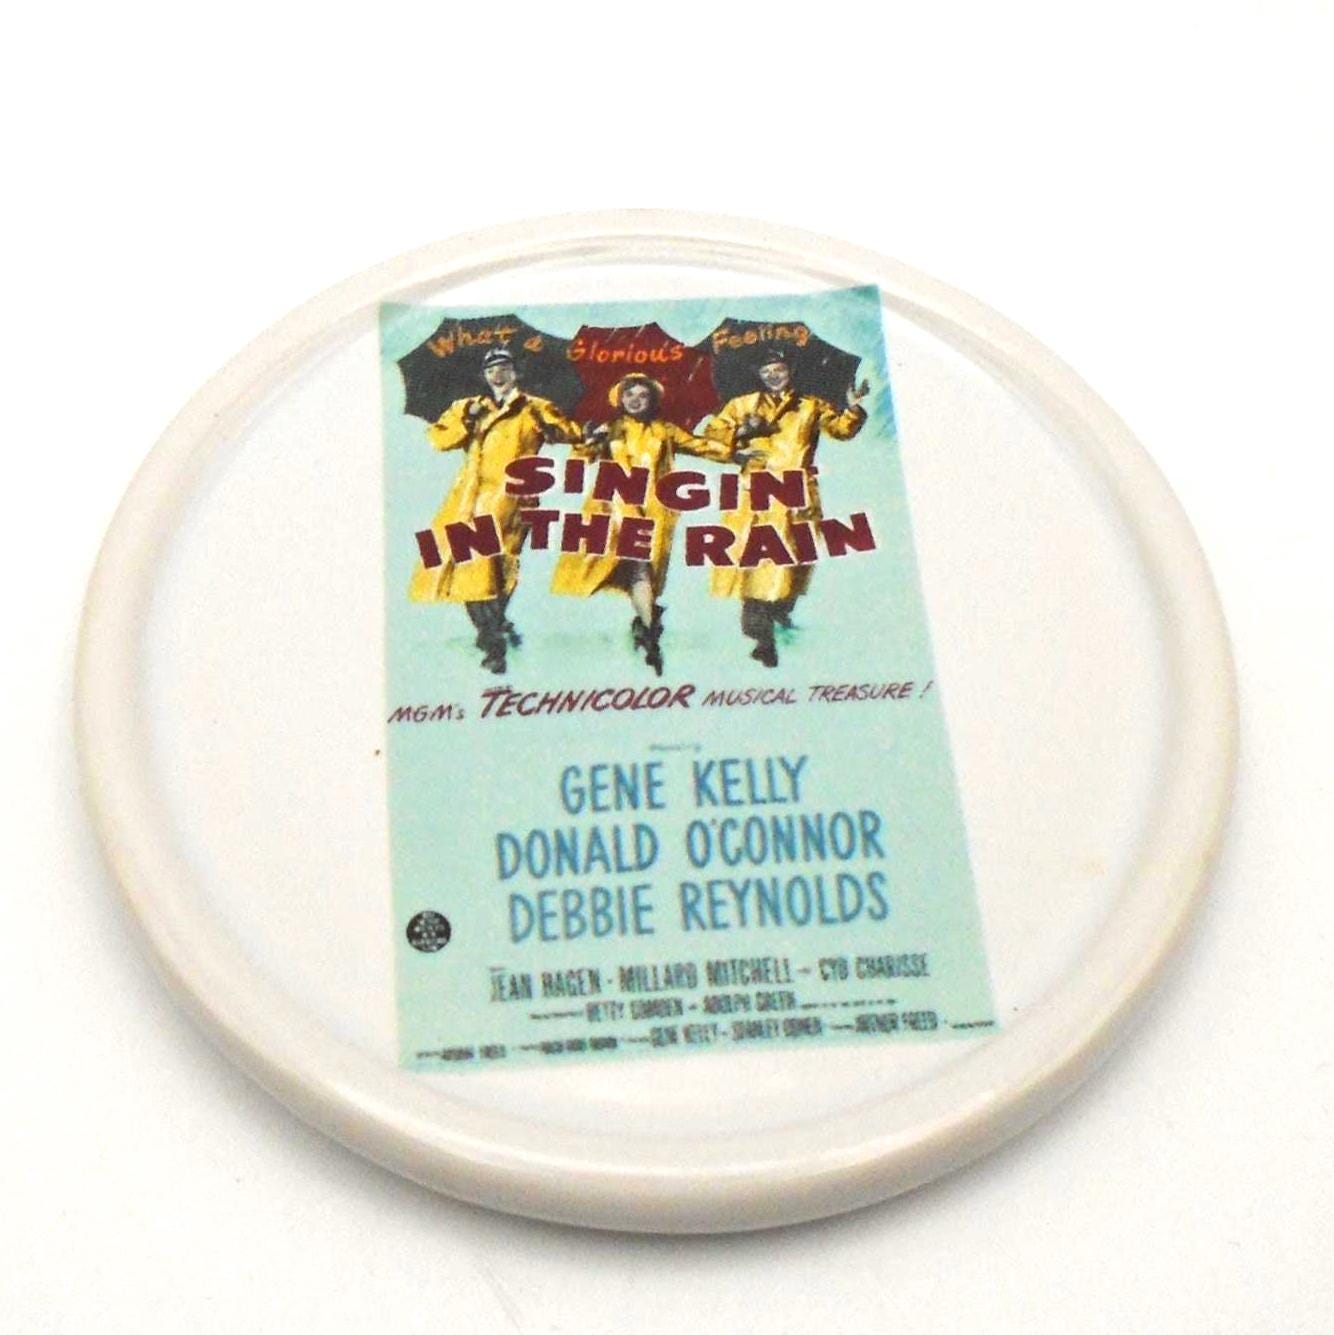 What a Glorious Feeling
SINGIN'
IN THE RAIN
MGM's TECHNICOLOR MUSICAL TREASURE!
GENE KELLY
DONALD O'CONNOR
DEBBIE REYNOLDS
JEAN HAGEN - MILLARD MITCHELL - CYD CHARISSE
BETTY COMDEN - ADOLPH GREEN
GENE KELLY - STANLEY DONEN ARTHUR FREED